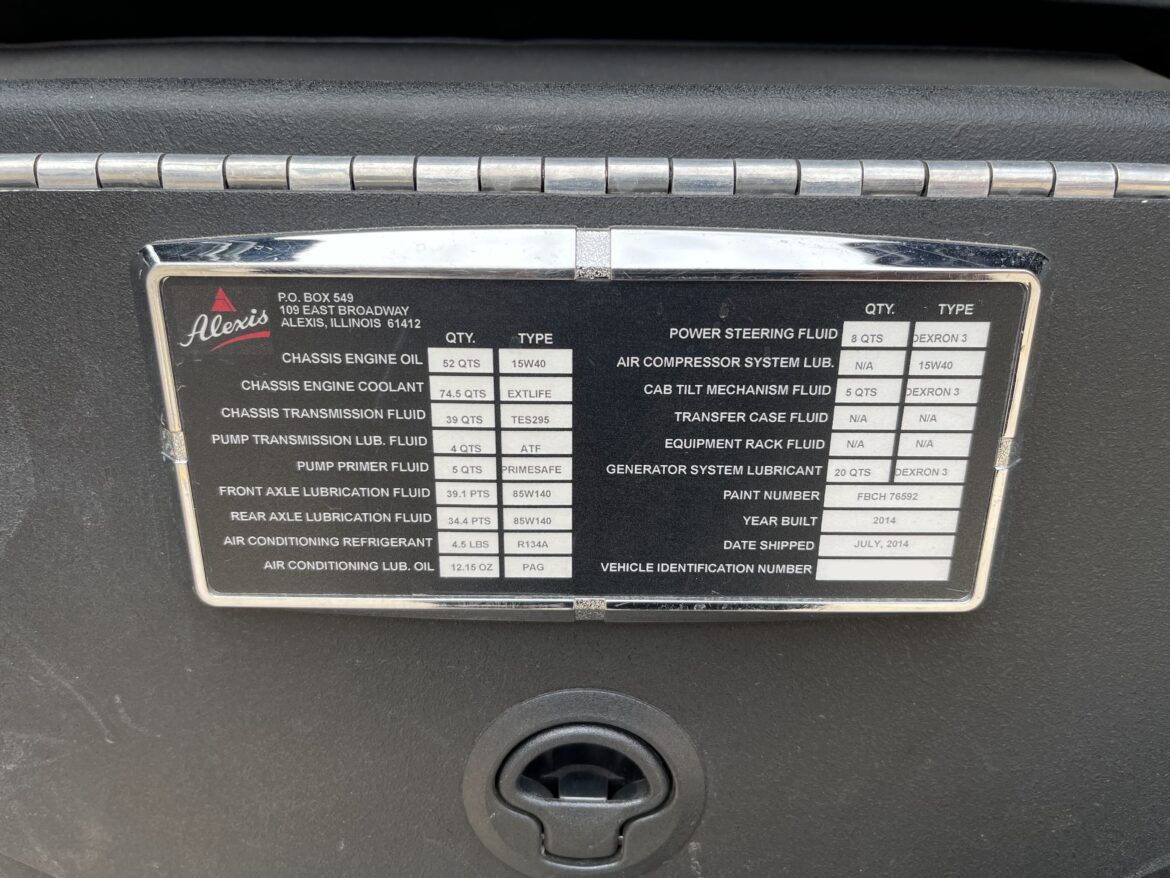 Alexis
P.O. BOX 549
109 EAST BROADWAY
ALEXIS, ILLINOIS 61412
QTY. TYPE
CHASSIS ENGINE OIL 52 QTS 15W40
CHASSIS ENGINE COOLANT 74.5 QTS EXTLIFE
CHASSIS TRANSMISSION FLUID 39 QTS TES295
PUMP TRANSMISSION LUB. FLUID 4 QTS ATF
PUMP PRIMER FLUID 5 QTS PRIMESAFE
FRONT AXLE LUBRICATION FLUID 39.1 PTS 85W140
REAR AXLE LUBRICATION FLUID 34.4 PTS 85W140
AIR CONDITIONING REFRIGERANT 4.5 LBS R134A
AIR CONDITIONING LUB. OIL 12.15 OZ PAG
QTY. TYPE
POWER STEERING FLUID 8 QTS DEXRON 3
AIR COMPRESSOR SYSTEM LUB. N/A 15W40
CAB TILT MECHANISM FLUID 5 QTS DEXRON 3
TRANSFER CASE FLUID N/A N/A
EQUIPMENT RACK FLUID N/A N/A
GENERATOR SYSTEM LUBRICANT 20 QTS DEXRON 3
PAINT NUMBER FBCH 76592
YEAR BUILT 2014
DATE SHIPPED JULY, 2014
VEHICLE IDENTIFICATION NUMBER